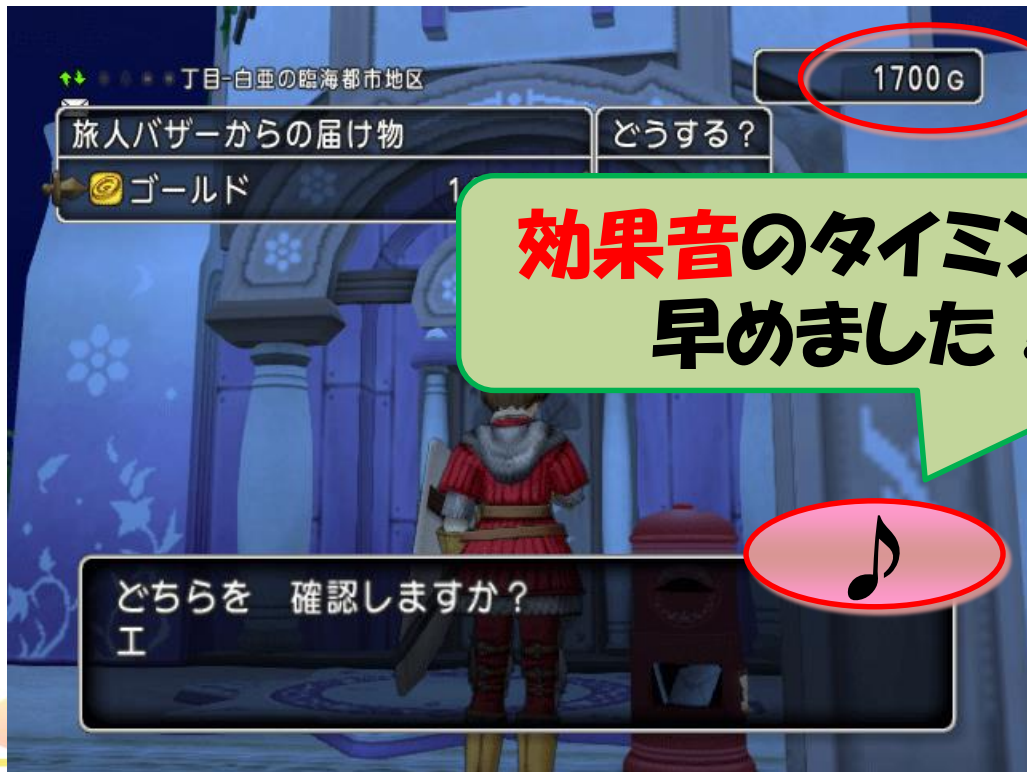 丁目-白亜の臨海都市地区
1700G
旅人バザーからの届け物
どうする？
ゴールド 1
効果音のタイミン
早めました
どちらを 確認しますか？
エ